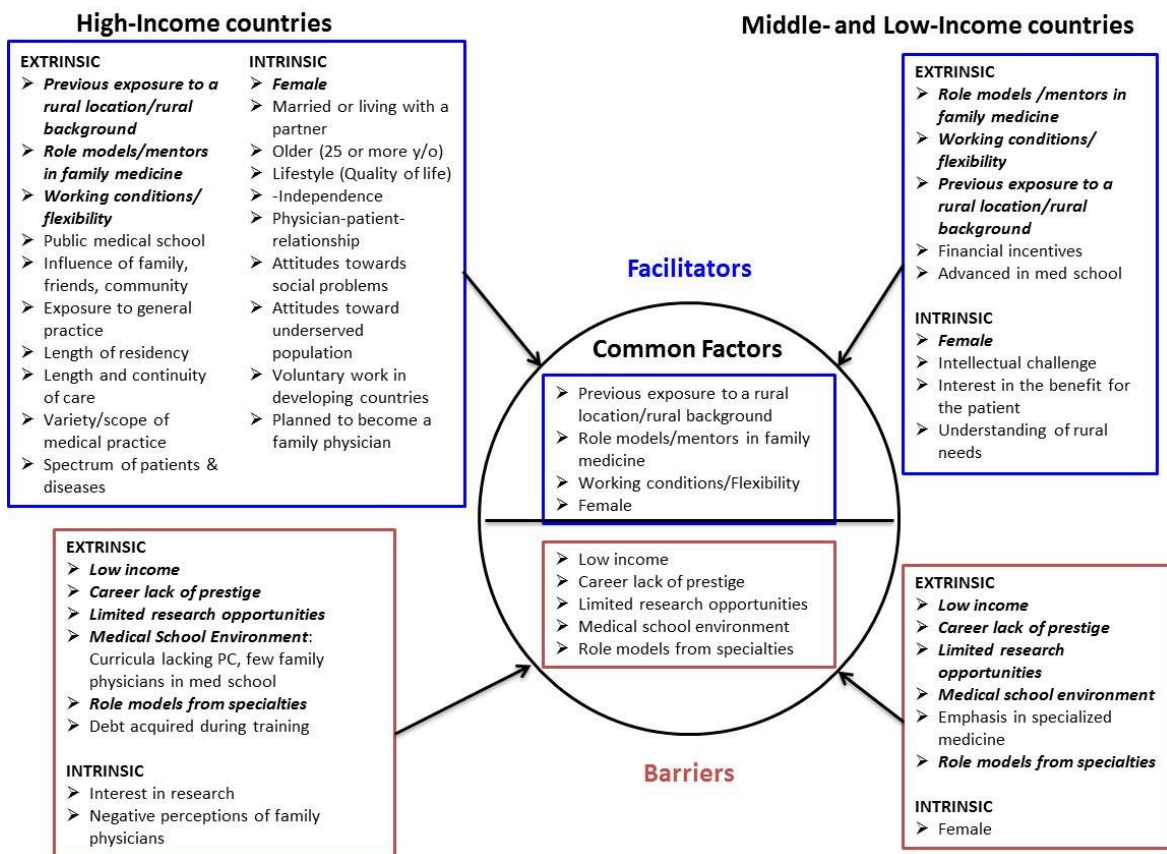 High-Income countries
EXTRINSIC
➢ Previous exposure to a
rural location/rural
background
➢ Role models/mentors
in family medicine
➢ Working conditions/
flexibility
➢ Public medical school
➢ Influence of family,
friends, community
➢ Exposure to general
practice
➢ Length of residency
➢ Length and continuity
of care
➢ Variety/scope of
medical practice
➢ Spectrum of patients &
diseases
INTRINSIC
➢ Female
➢ Married or living with a
partner
➢ Older (25 or more y/o)
➢ Lifestyle (Quality of life)
➢ -Independence
➢ Physician-patient-
relationship
➢ Attitudes towards
social problems
➢ Attitudes toward
underserved
population
➢ Voluntary work in
developing countries
➢ Planned to become a
family physician
Middle- and Low-Income countries
EXTRINSIC
➢ Role models /mentors in
family medicine
➢ Working conditions/
flexibility
➢ Previous exposure to a
rural location/rural
background
➢ Financial incentives
➢ Advanced in med school
INTRINSIC
➢ Female
➢ Intellectual challenge
➢ Interest in the benefit for
the patient
➢ Understanding of rural
needs
Facilitators
Common Factors
➢ Previous exposure to a rural
location/rural background
➢ Role models/mentors in family
medicine
➢ Working conditions/Flexibility
➢ Female
➢ Low income
➢ Career lack of prestige
➢ Limited research opportunities
➢ Medical school environment
➢ Role models from specialties
Barriers
EXTRINSIC
➢ Low income
➢ Career lack of prestige
➢ Limited research opportunities
➢ Medical School Environment:
Curricula lacking PC, few family
physicians in med school
➢ Role models from specialties
➢ Debt acquired during training
INTRINSIC
➢ Interest in research
➢ Negative perceptions of family
physicians
EXTRINSIC
➢ Low income
➢ Career lack of prestige
➢ Limited research
opportunities
➢ Medical school environment
➢ Emphasis in specialized
medicine
➢ Role models from specialties
INTRINSIC
➢ Female